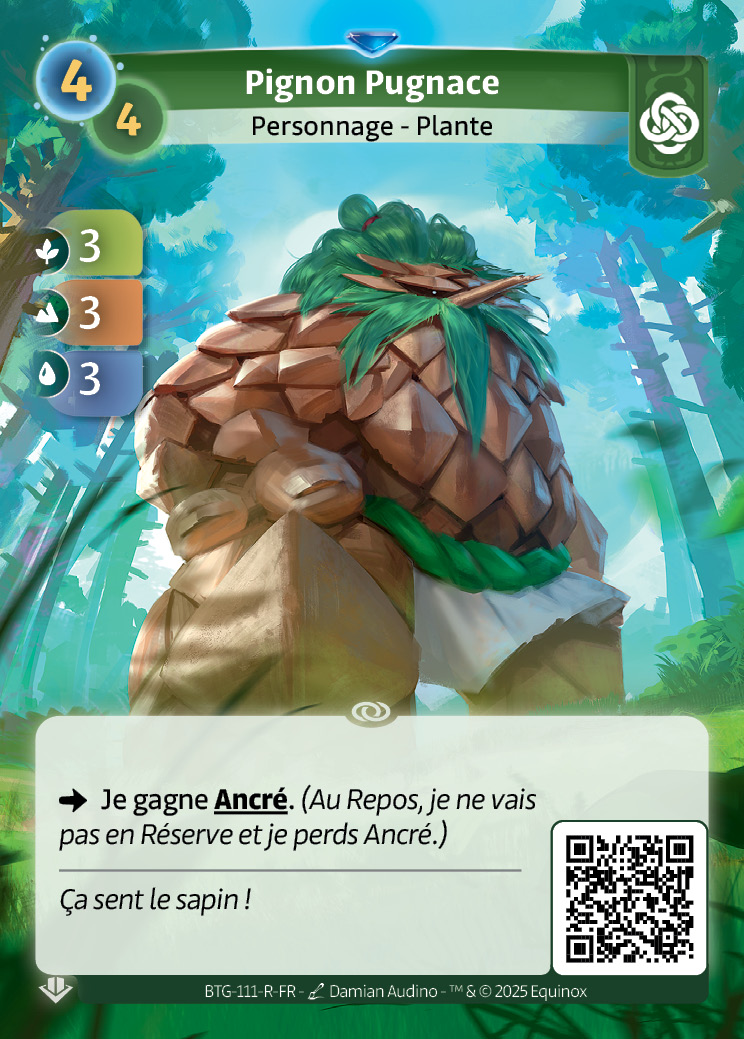 4
Pignon Pugnace
4
Personnage - Plante
3
3
3
Je gagne Ancré. (Au Repos, je ne vais
pas en Réserve et je perds Ancré.)
Ça sent le sapin !
BTG-111-R-FR - Damian Audino - ™ & © 2025 Equinox